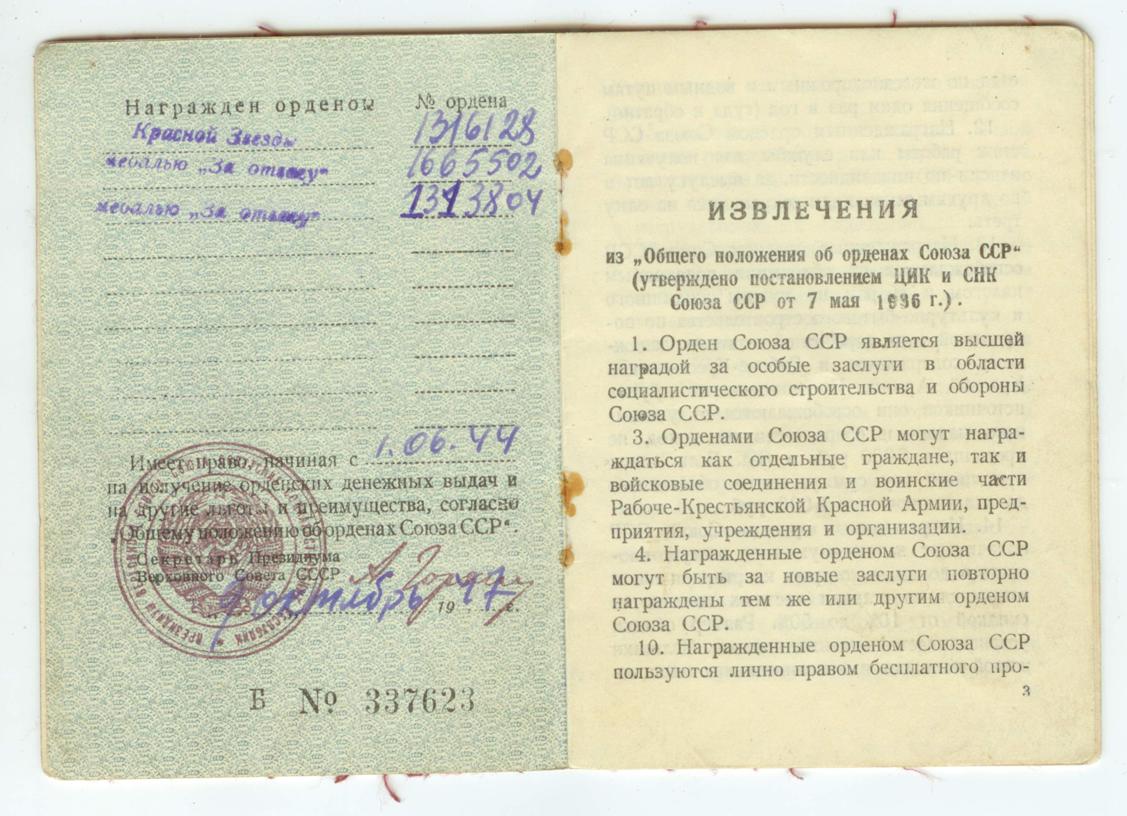 Награжден орденом № ордена
Красной Звезды 1316128
медалью „За отвагу“ 1665502
медалью „За отвагу“ 1313804
Имеет право, начиная с 1.06.44
на получение орденских денежных выдач и
на другие льготы и преимущества, согласно
„Общему положению об орденах Союза ССР“.
Секретарь Президиума
Верховного Совета СССР
9 октябрь 1947 г.
Б № 337623
ИЗВЛЕЧЕНИЯ
из „Общего положения об орденах Союза ССР“
(утверждено постановлением ЦИК и СНК
Союза ССР от 7 мая 1936 г.).
1. Орден Союза ССР является высшей
наградой за особые заслуги в области
социалистического строительства и обороны
Союза ССР.
3. Орденами Союза ССР могут награ-
ждаться как отдельные граждане, так и
войсковые соединения и воинские части
Рабоче-Крестьянской Красной Армии, пред-
приятия, учреждения и организации.
4. Награжденные орденом Союза ССР
могут быть за новые заслуги повторно
награждены тем же или другим орденом
Союза ССР.
10. Награжденные орденом Союза ССР
пользуются лично правом бесплатного про-
3